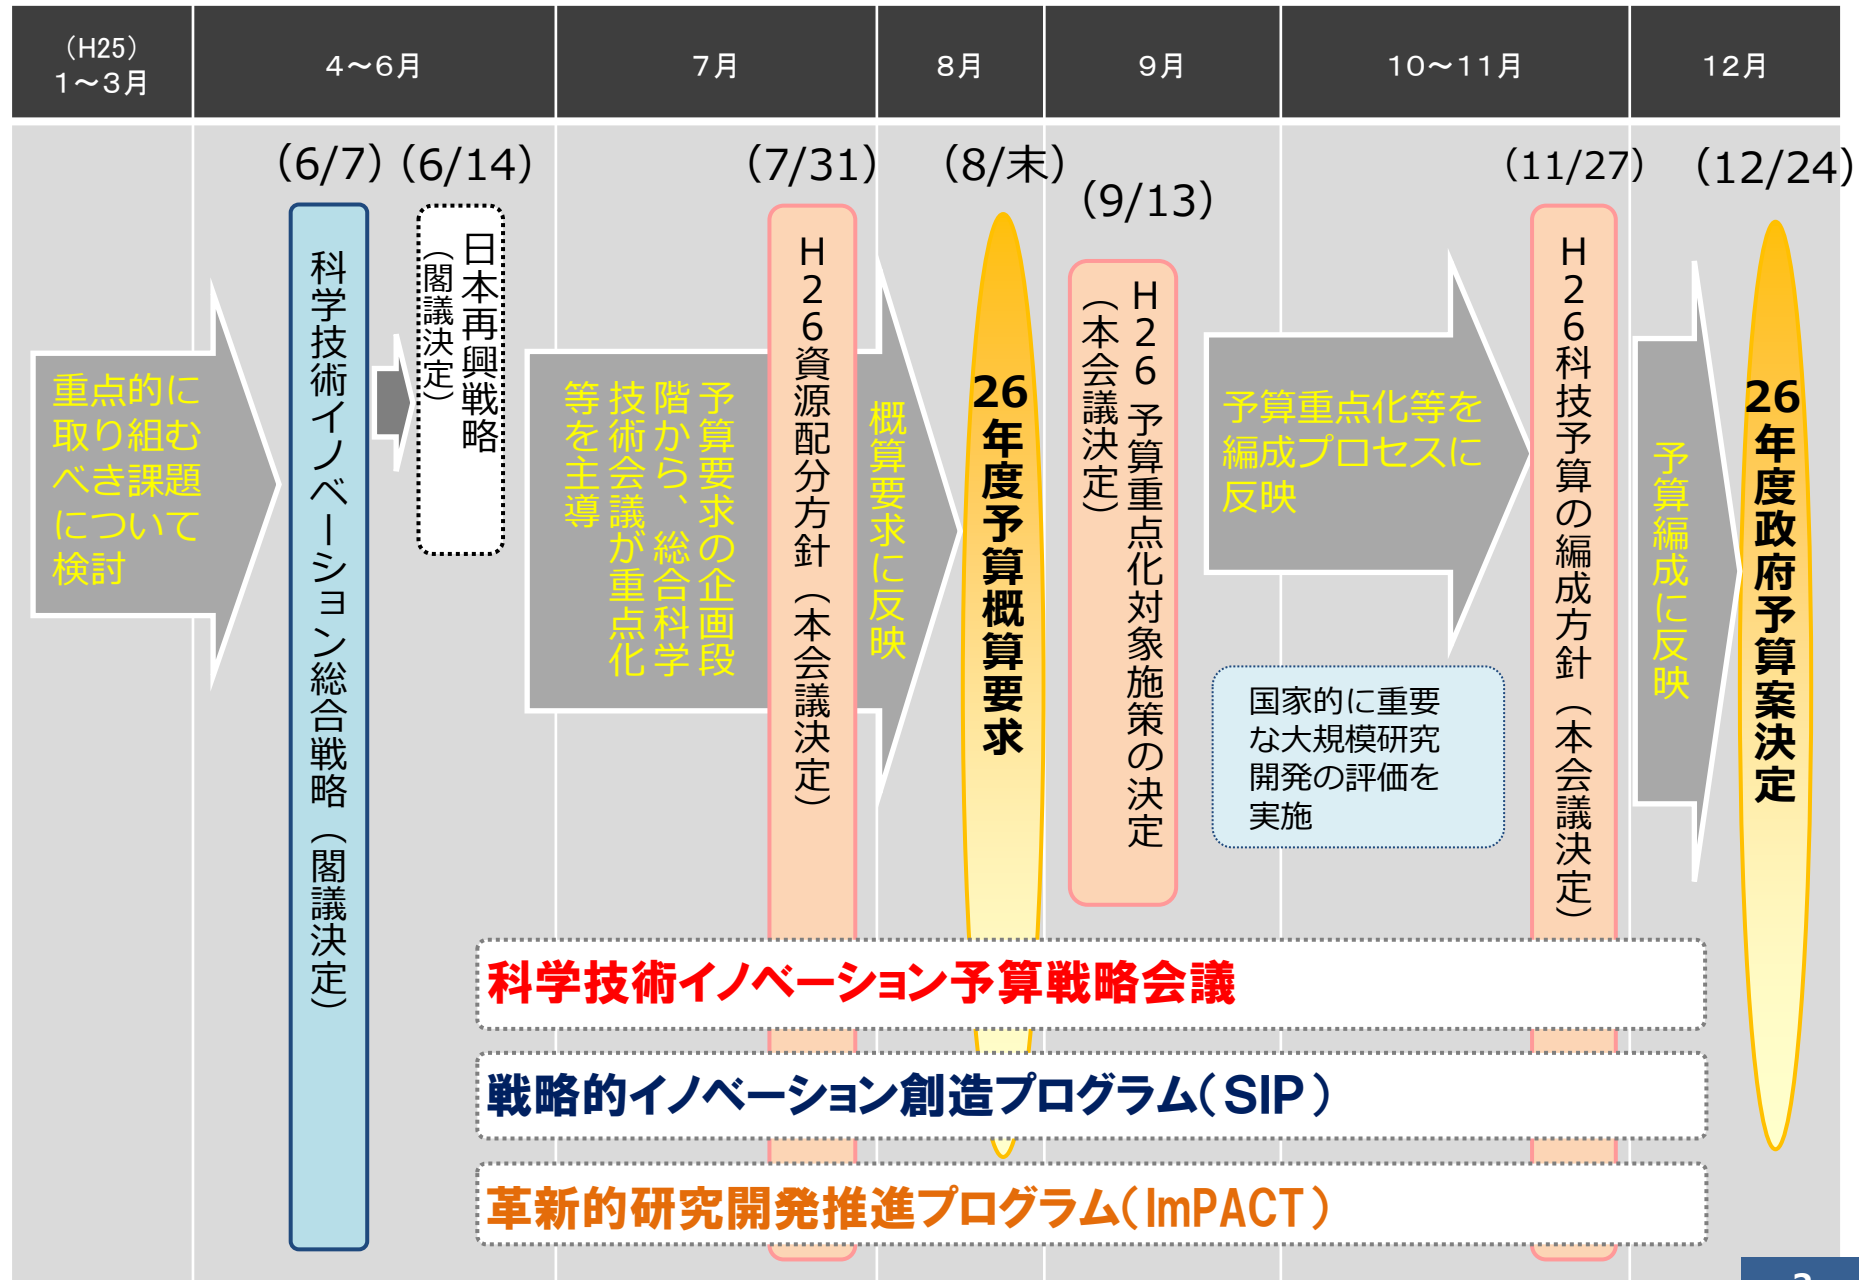 （H25）
１～３月
４～６月
７月
８月
９月
１０～１１月
１２月
（6/7）
（6/14）
（7/31）
（8/末）
（9/13）
（11/27）
（12/24）
重点的に
取り組む
べき課題
について
検討
科学技術イノベーション総合戦略（閣議決定）
日本再興戦略
（閣議決定）
予算要求の企画段
階から、総合科学
技術会議が重点化
等を主導
H26資源配分方針（本会議決定）
概算要求に反映
26年度予算概算要求
H26予算重点化対象施策の決定
（本会議決定）
予算重点化等を
編成プロセスに
反映
国家的に重要
な大規模研究
開発の評価を
実施
H26科技予算の編成方針（本会議決定）
予算編成に反映
26年度政府予算案決定
科学技術イノベーション予算戦略会議
戦略的イノベーション創造プログラム（SIP）
革新的研究開発推進プログラム（ImPACT）